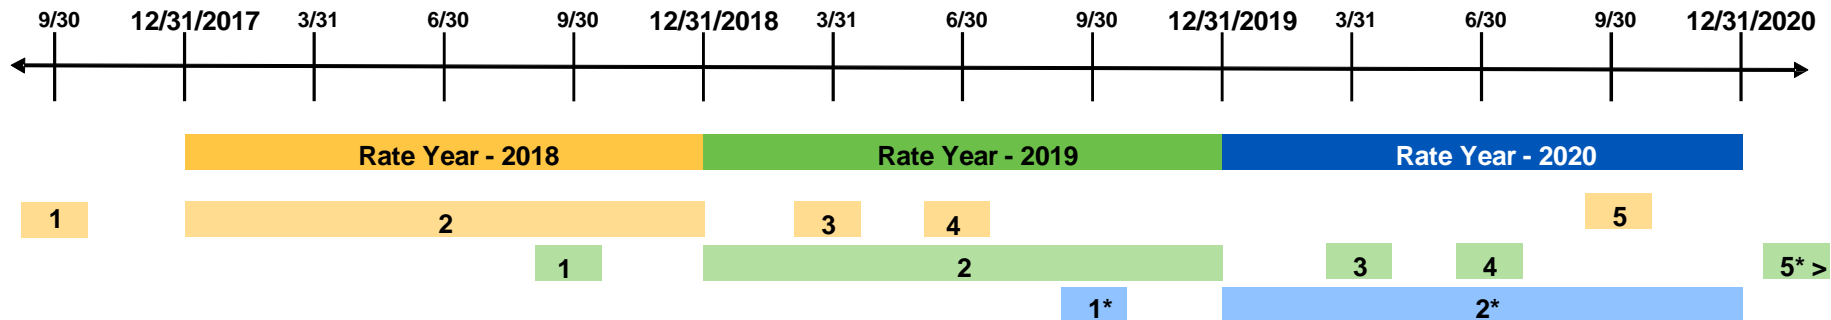 9/30 12/31/2017 3/31 6/30 9/30 12/31/2018 3/31 6/30 9/30 12/31/2019 3/31 6/30 9/30 12/31/2020
Rate Year - 2018 Rate Year - 2019 Rate Year - 2020
1 2 3 4 5
1 2 3 4 5* >
1* 2*